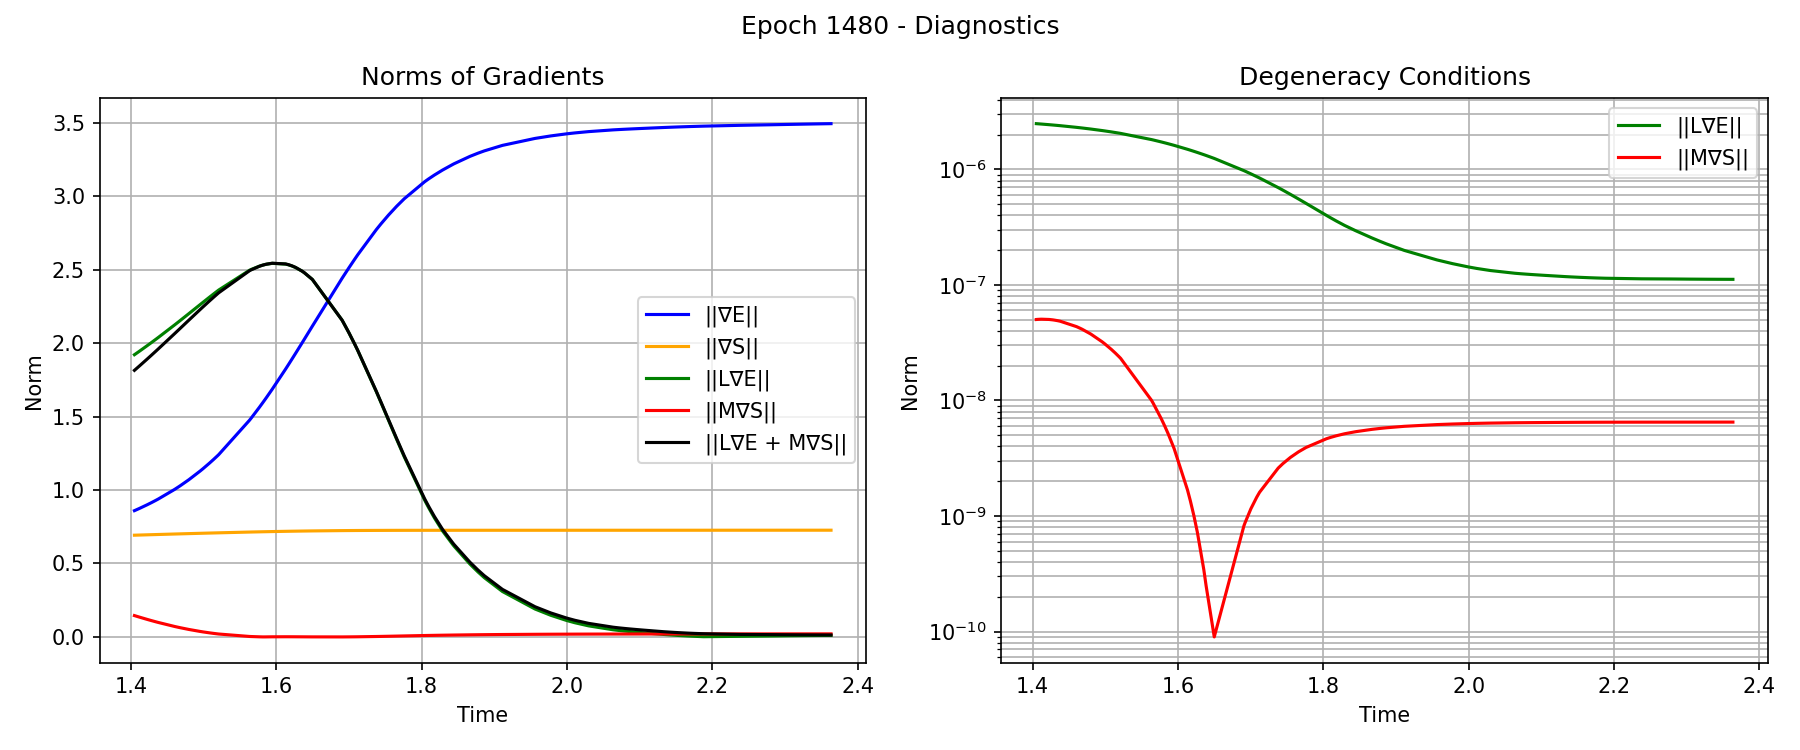 Epoch 1480 - Diagnostics
Norms of Gradients
Norm
3.5
3.0
2.5
2.0
1.5
1.0
0.5
0.0
||∇E||
||∇S||
||L∇E||
||M∇S||
||L∇E + M∇S||
1.4
1.6
1.8
2.0
2.2
2.4
Time
Degeneracy Conditions
Norm
10⁻⁶
10⁻⁷
10⁻⁸
10⁻⁹
10⁻¹⁰
||L∇E||
||M∇S||
1.4
1.6
1.8
2.0
2.2
2.4
Time